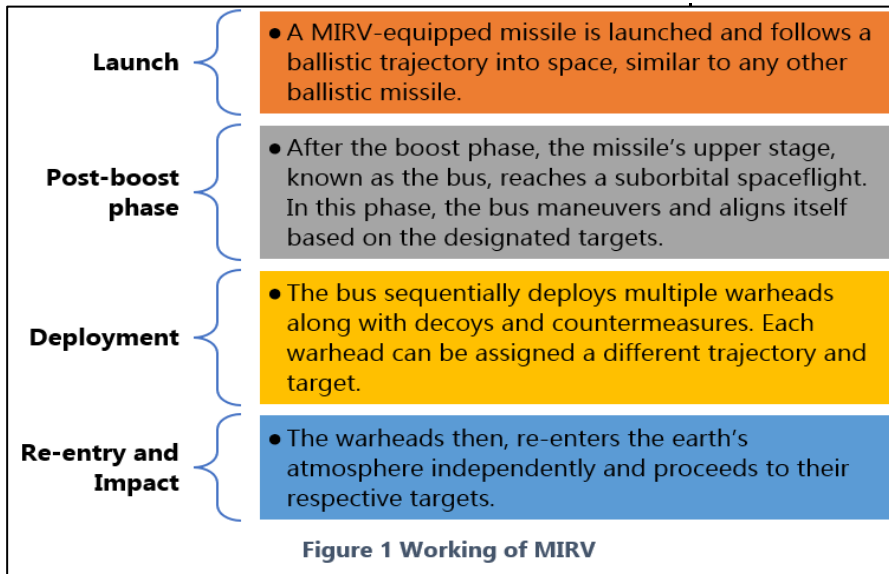 Launch
● A MIRV-equipped missile is launched and follows a
ballistic trajectory into space, similar to any other
ballistic missile.
Post-boost
phase
● After the boost phase, the missile’s upper stage,
known as the bus, reaches a suborbital spaceflight.
In this phase, the bus maneuvers and aligns itself
based on the designated targets.
Deployment
● The bus sequentially deploys multiple warheads
along with decoys and countermeasures. Each
warhead can be assigned a different trajectory and
target.
Re-entry and
Impact
● The warheads then, re-enters the earth’s
atmosphere independently and proceeds to their
respective targets.
Figure 1 Working of MIRV